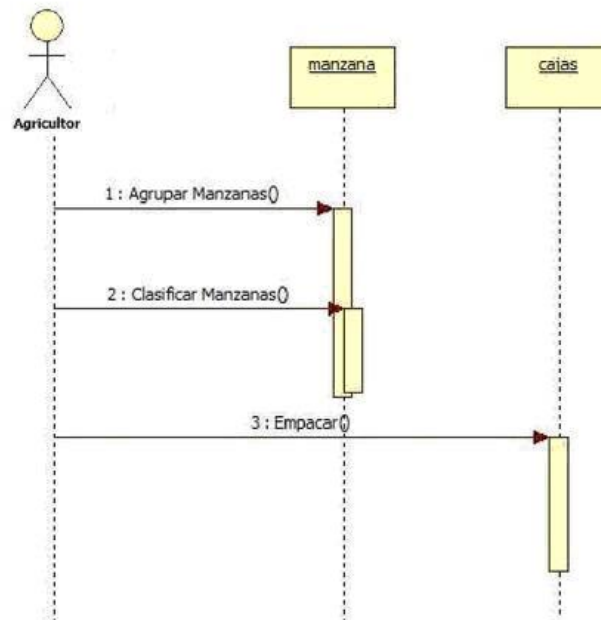 manzana
cajas
Agricultor
1 : Agrupar Manzanas()
2 : Clasificar Manzanas()
3 : Empacar()